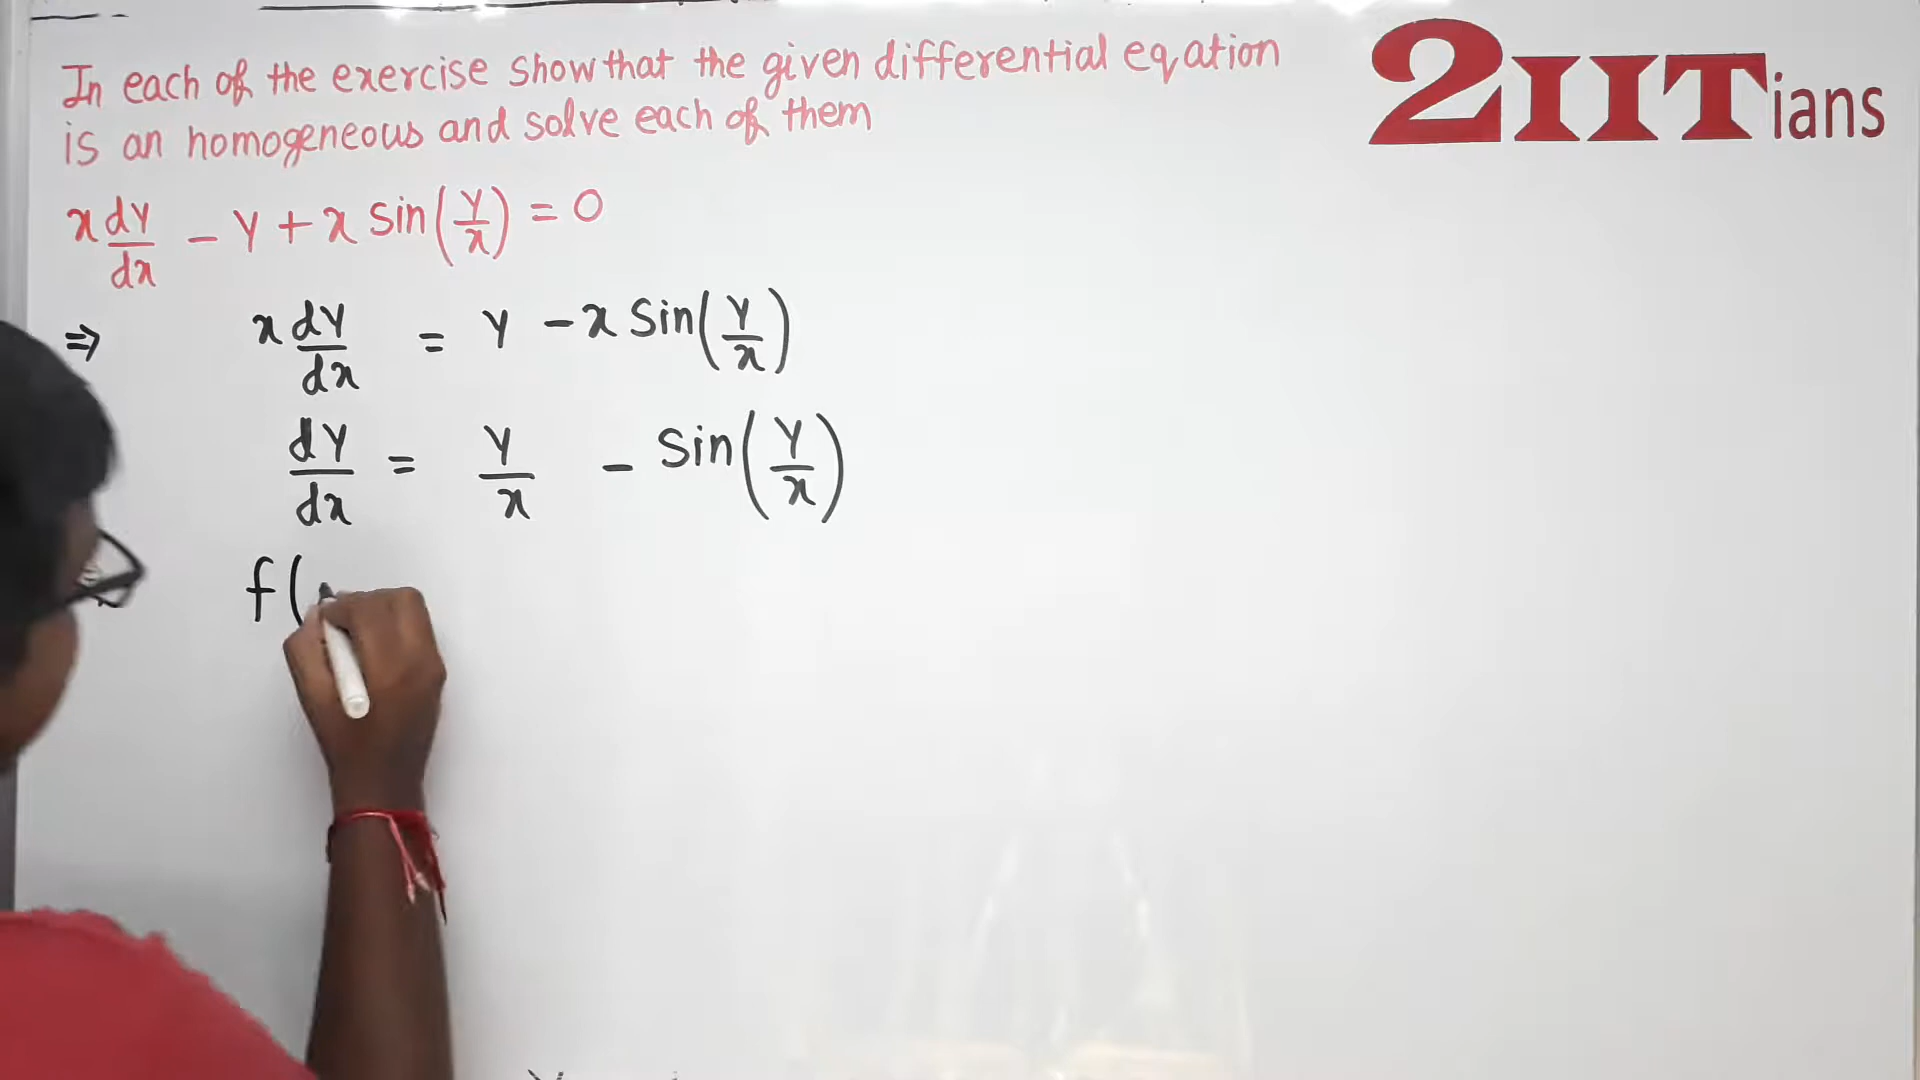 In each of the exercise show that the given differential eqation
is an homogeneous and solve each of them
2IITians
x dy/dx - y + x sin(y/x) = 0
⇒ x dy/dx = y - x sin(y/x)
dy/dx = y/x - sin(y/x)
f(